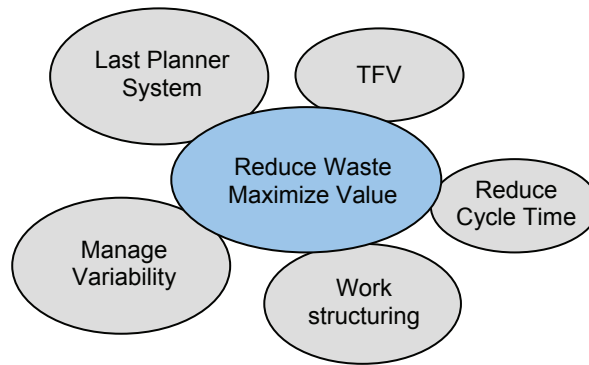 Last Planner
System
TFV
Reduce Waste
Maximize Value
Reduce
Cycle Time
Manage
Variability
Work
structuring